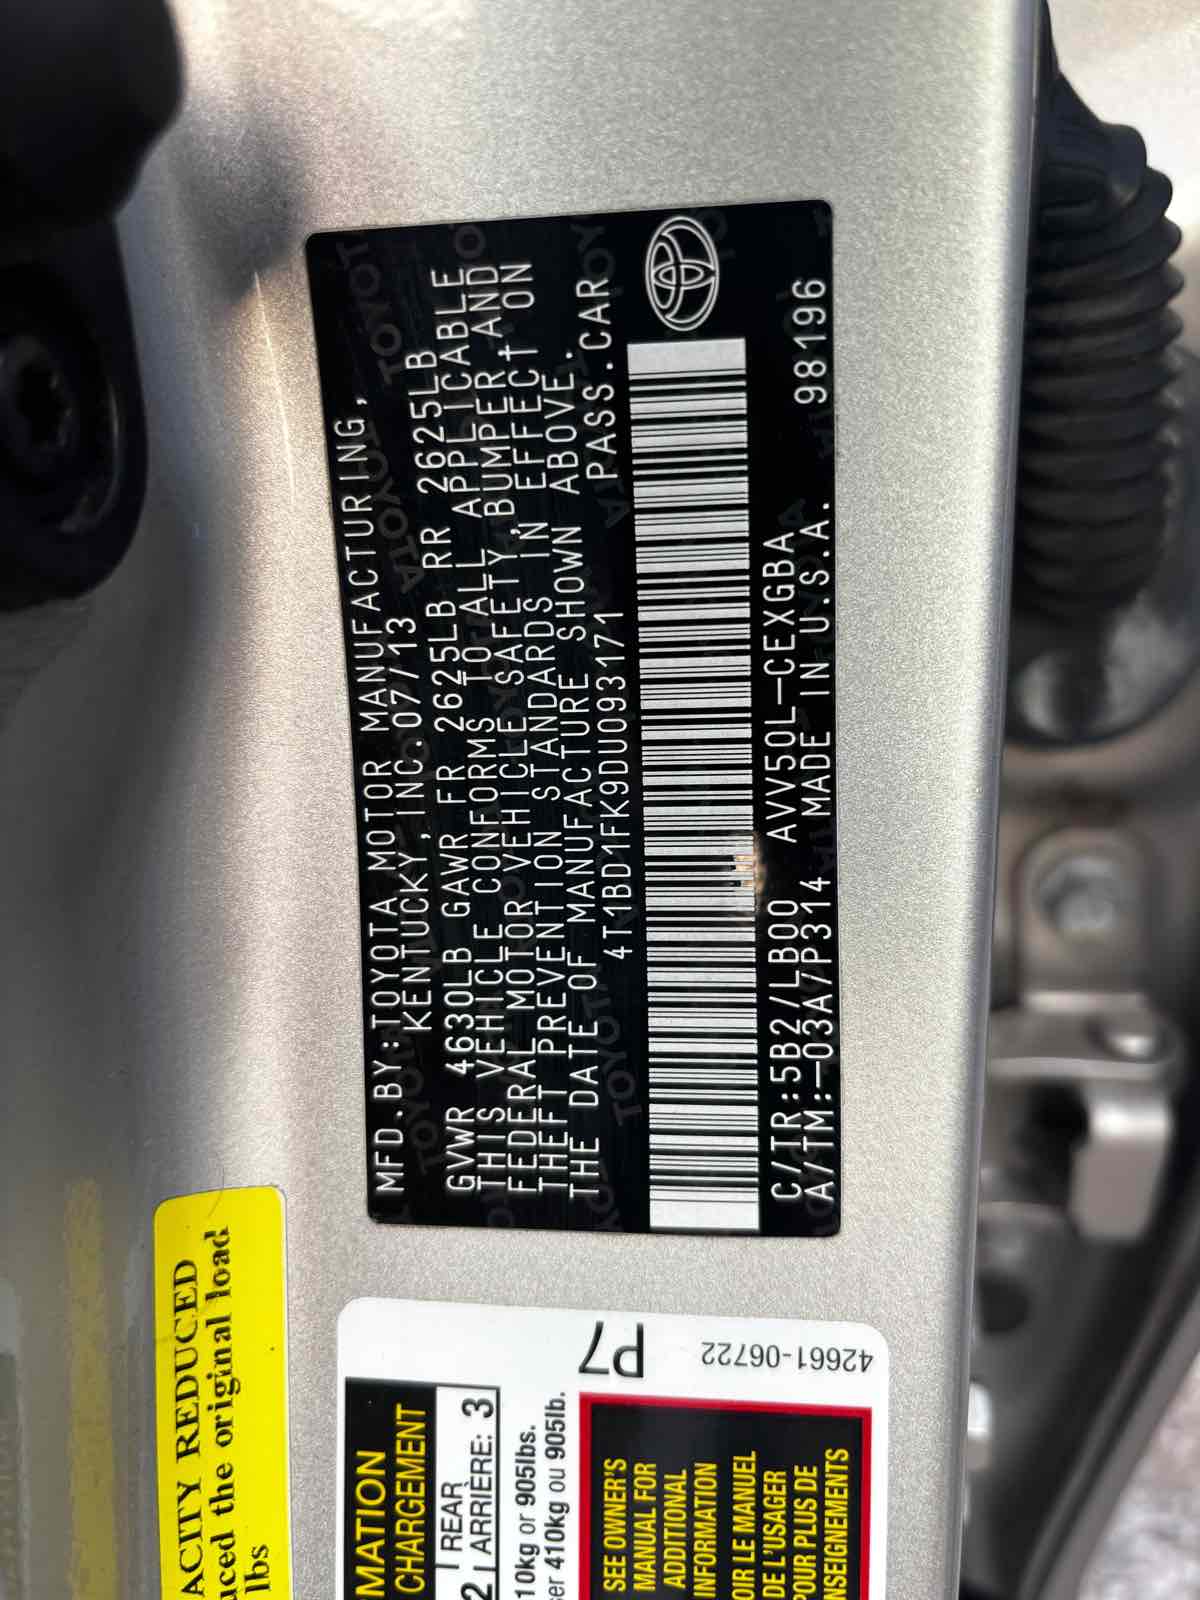 MFD.BY:TOYOTA MOTOR MANUFACTURING,
KENTUCKY,INC.07/13
GVWR 4630LB GAWR FR 2625LB RR 2625LB
THIS VEHICLE CONFORMS TO ALL APPLICABLE
FEDERAL MOTOR VEHICLE SAFETY,BUMPER,AND
THEFT PREVENTION STANDARDS IN EFFECT ON
THE DATE OF MANUFACTURE SHOWN ABOVE.
4T1BD1FK9DU093171 PASS.CAR
C/TR:5B2/LB00 AVV50L-CEXGBA
A/TM:-03A/P314 MADE IN U.S.A. 98196
ACITY REDUCED
uced the original load
lbs
P7
42661-06722
MATION
CHARGEMENT
2 REAR
ARRIÈRE: 3
10kg or 905lbs.
ser 410kg ou 905lb.
SEE OWNER'S
MANUAL FOR
ADDITIONAL
INFORMATION
OIR LE MANUEL
DE L'USAGER
POUR PLUS DE
NSEIGNEMENTS